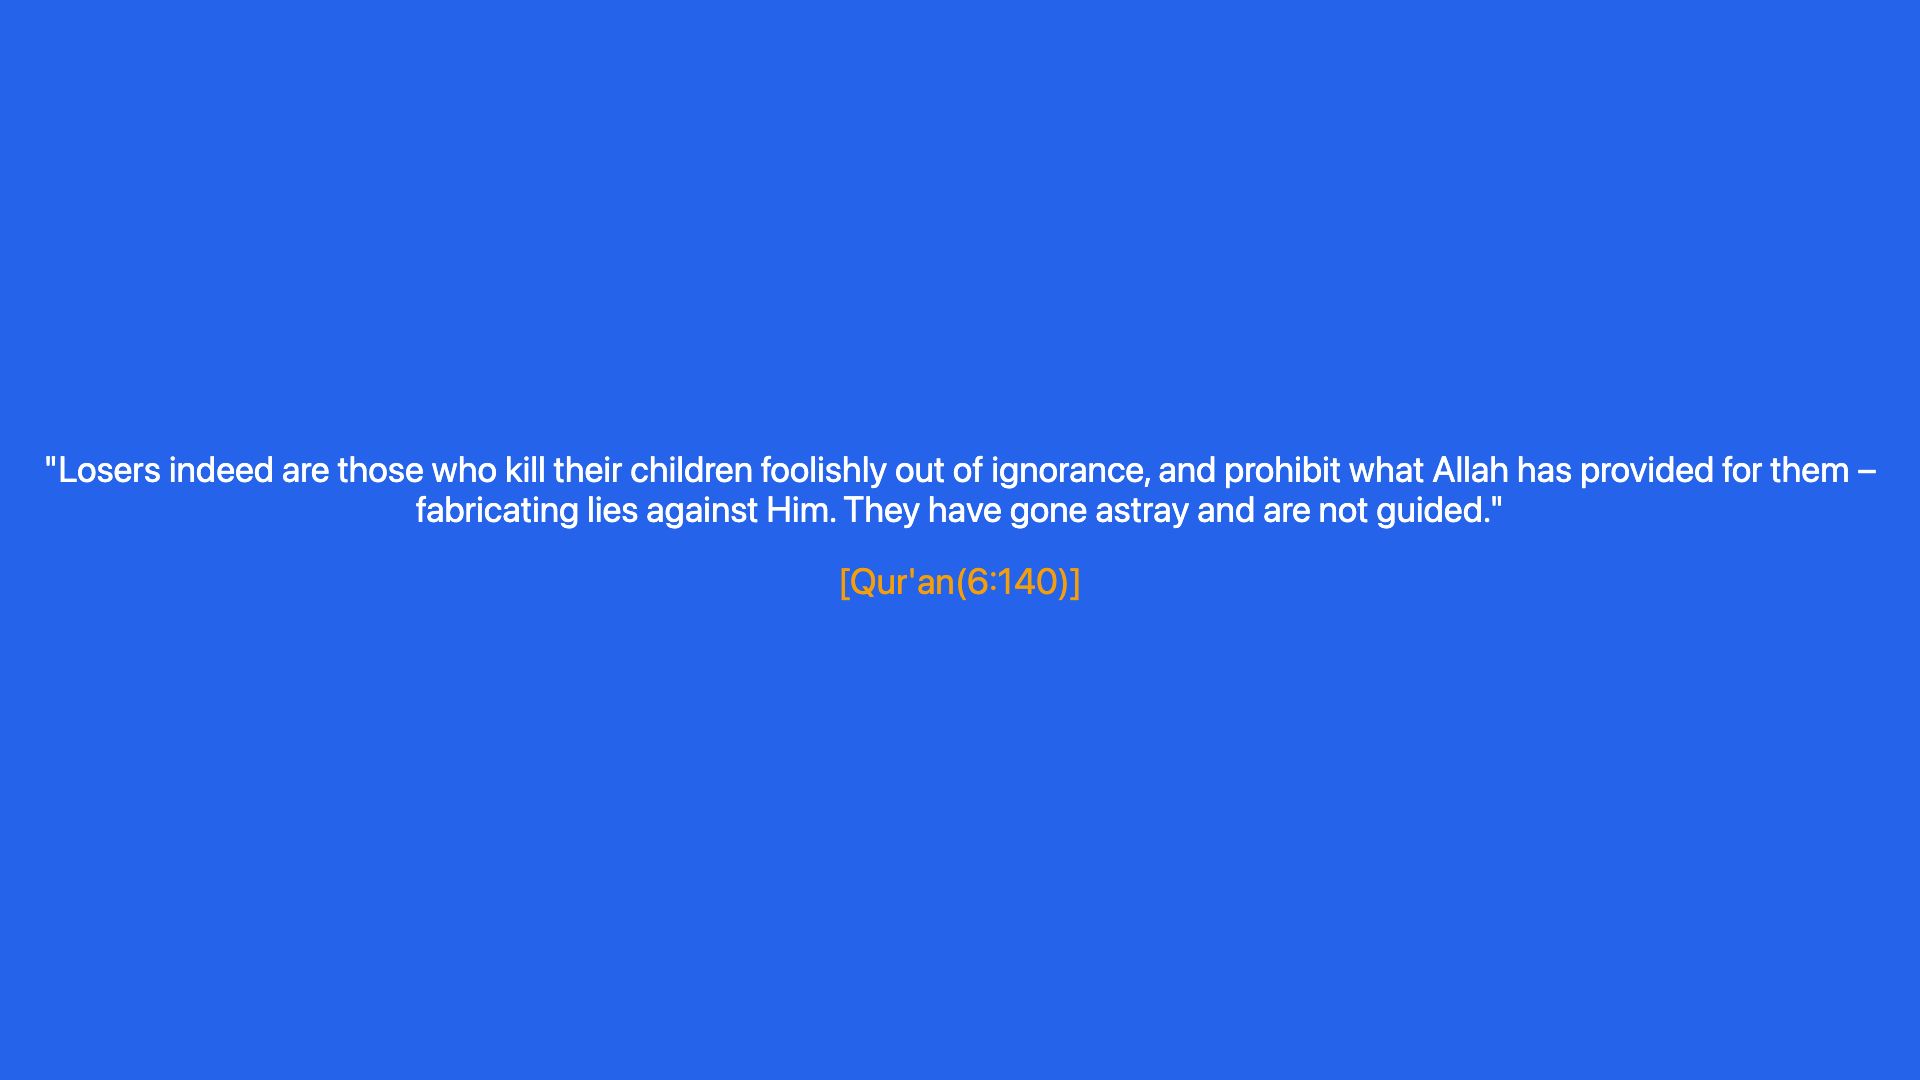 "Losers indeed are those who kill their children foolishly out of ignorance, and prohibit what Allah has provided for them –
fabricating lies against Him. They have gone astray and are not guided."
[Qur'an(6:140)]